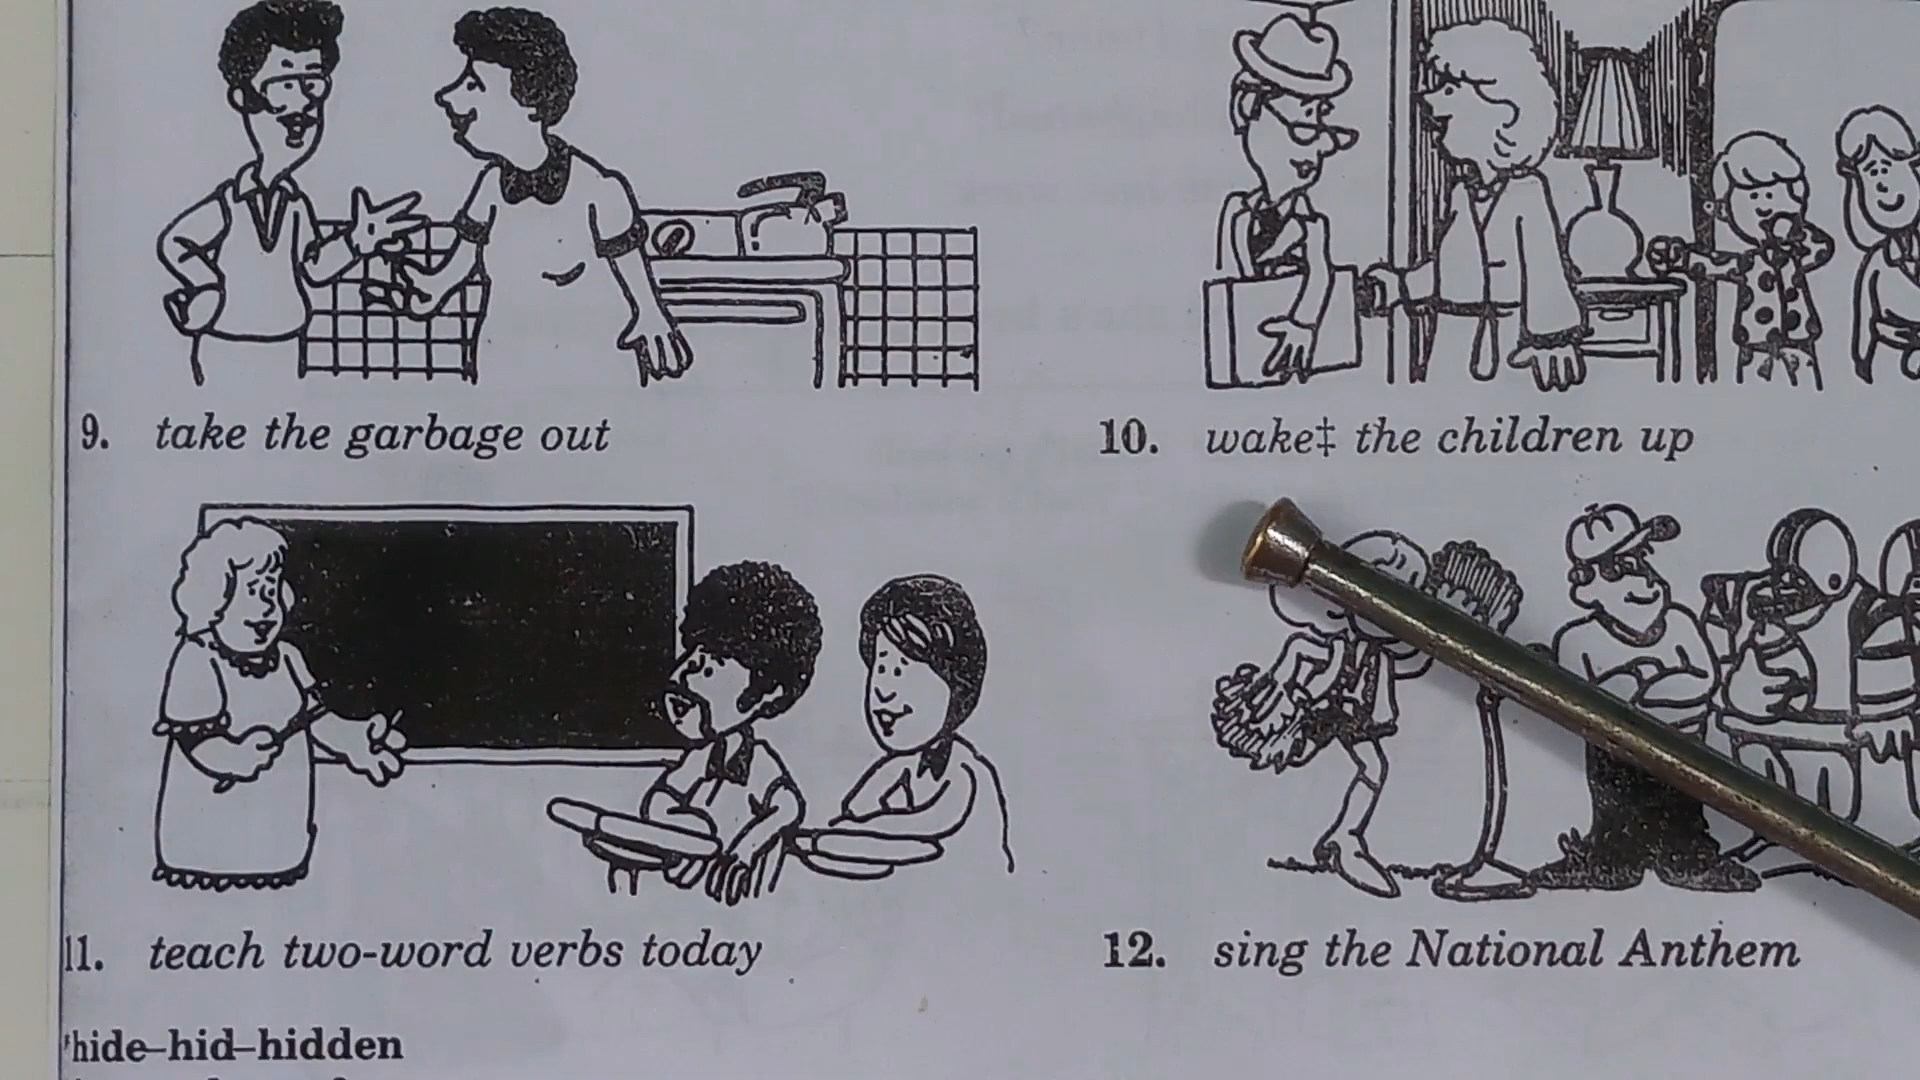 9. take the garbage out
10. wake‡ the children up
11. teach two-word verbs today
12. sing the National Anthem
hide–hid–hidden